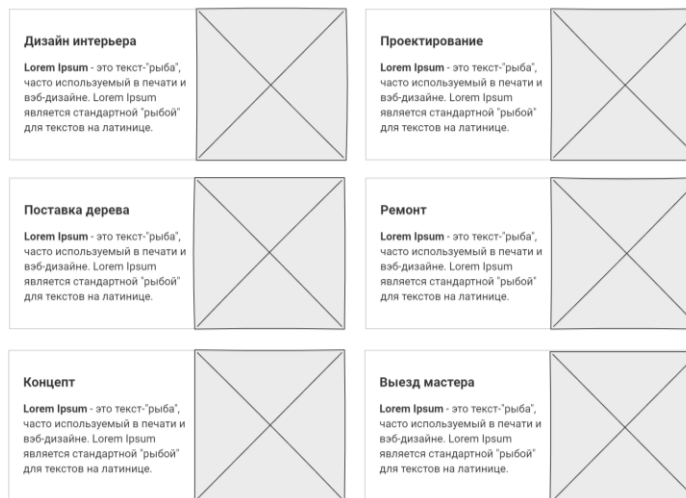 Дизайн интерьера
Lorem Ipsum - это текст-"рыба",
часто используемый в печати и
вэб-дизайне. Lorem Ipsum
является стандартной "рыбой"
для текстов на латинице.
Проектирование
Lorem Ipsum - это текст-"рыба",
часто используемый в печати и
вэб-дизайне. Lorem Ipsum
является стандартной "рыбой"
для текстов на латинице.
Поставка дерева
Lorem Ipsum - это текст-"рыба",
часто используемый в печати и
вэб-дизайне. Lorem Ipsum
является стандартной "рыбой"
для текстов на латинице.
Ремонт
Lorem Ipsum - это текст-"рыба",
часто используемый в печати и
вэб-дизайне. Lorem Ipsum
является стандартной "рыбой"
для текстов на латинице.
Концепт
Lorem Ipsum - это текст-"рыба",
часто используемый в печати и
вэб-дизайне. Lorem Ipsum
является стандартной "рыбой"
для текстов на латинице.
Выезд мастера
Lorem Ipsum - это текст-"рыба",
часто используемый в печати и
вэб-дизайне. Lorem Ipsum
является стандартной "рыбой"
для текстов на латинице.